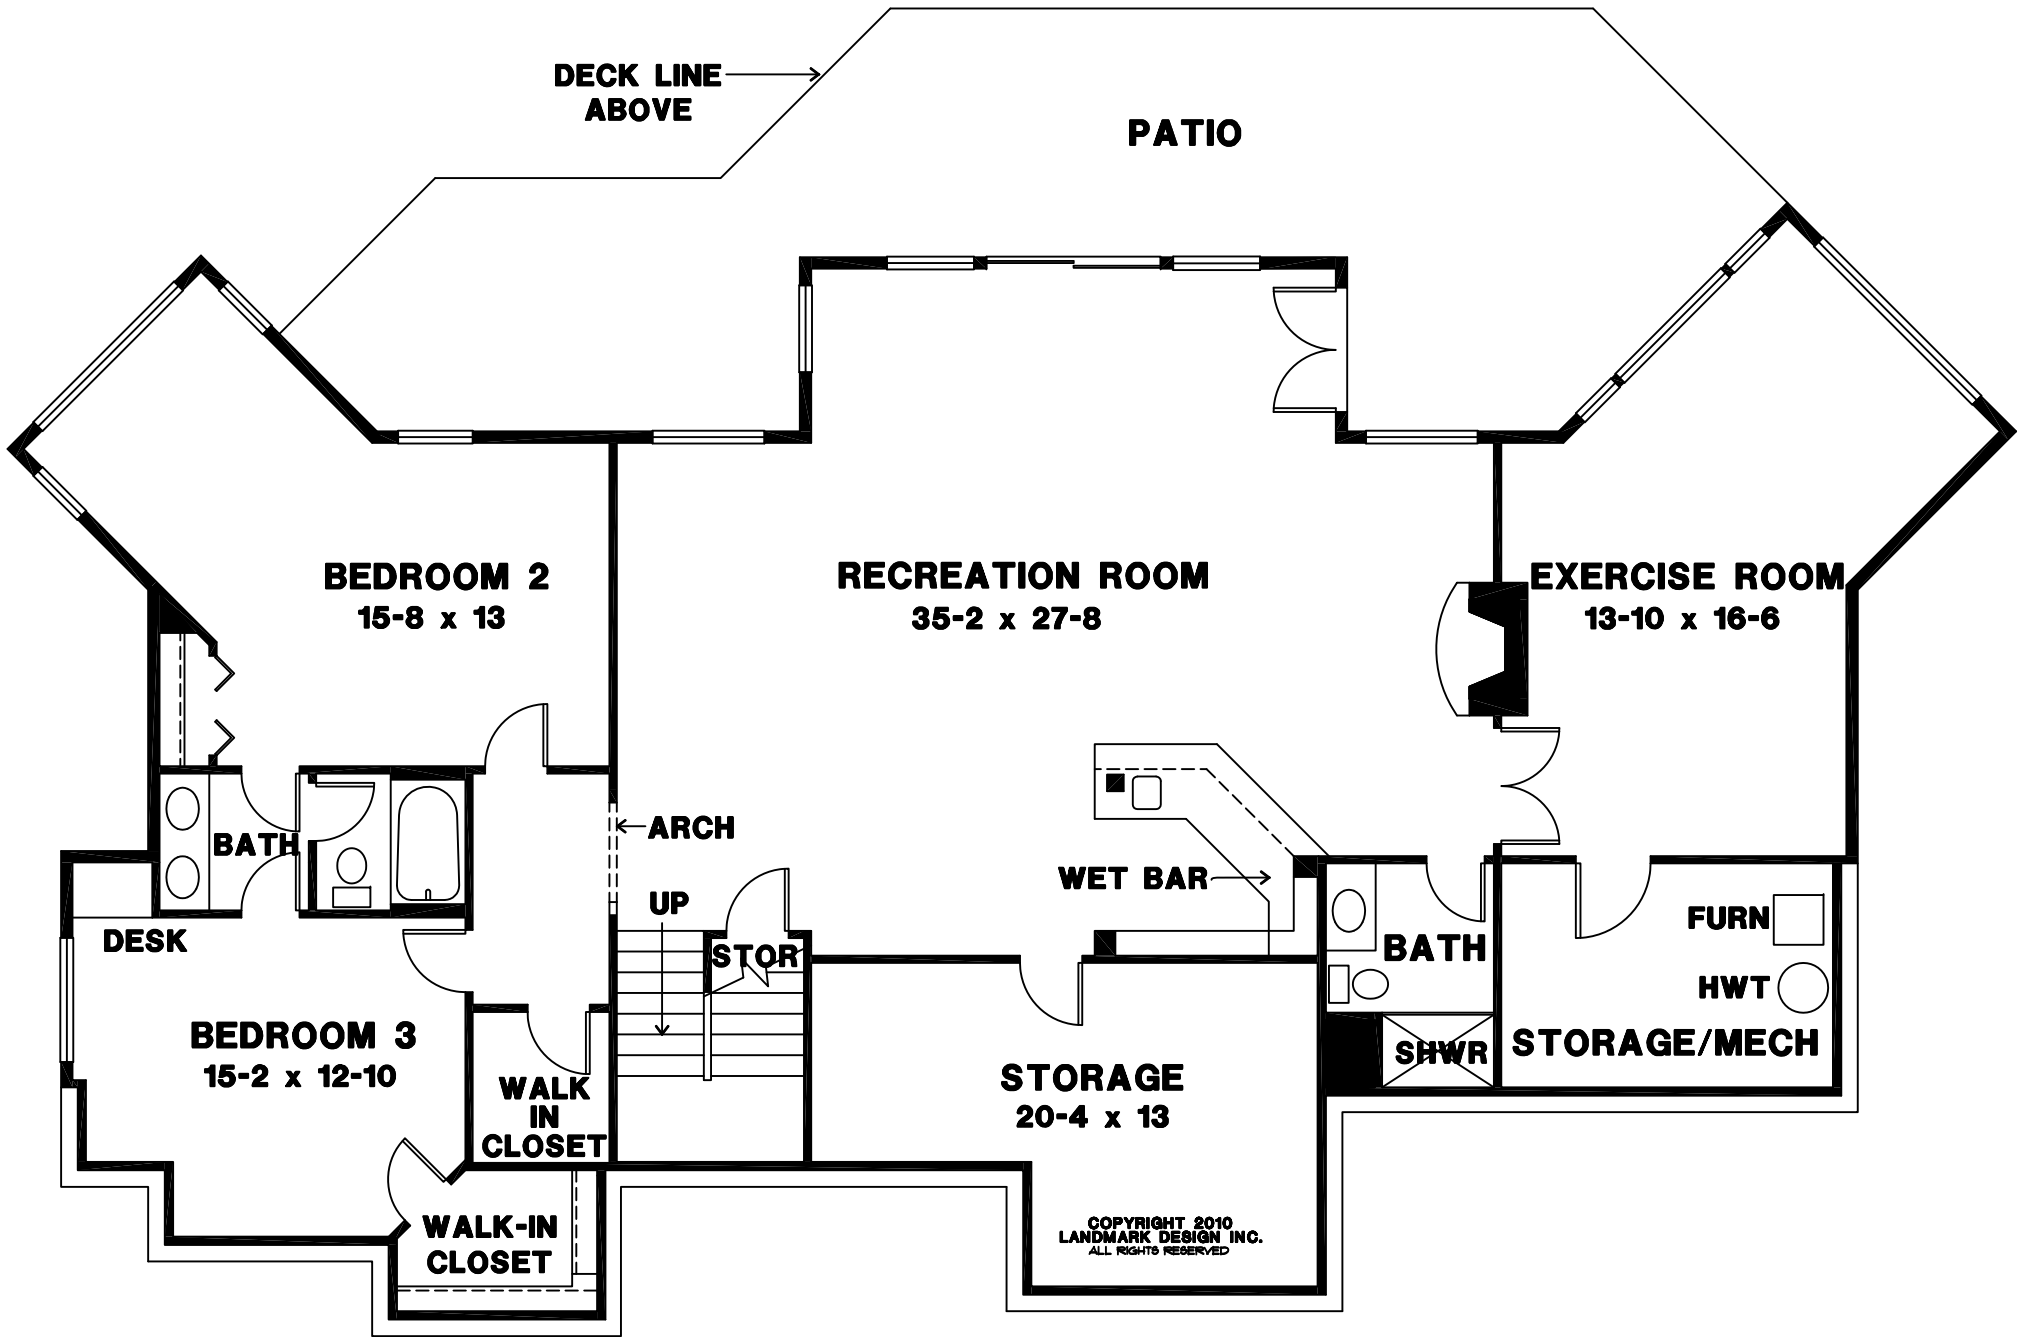 DECK LINE
ABOVE
PATIO
BEDROOM 2
15-8 x 13
RECREATION ROOM
35-2 x 27-8
EXERCISE ROOM
13-10 x 16-6
BATH
ARCH
WET BAR
UP
STOR
DESK
BATH
FURN
HWT
BEDROOM 3
15-2 x 12-10
WALK
IN
CLOSET
STORAGE
20-4 x 13
SHWR
STORAGE/MECH
WALK-IN
CLOSET
COPYRIGHT 2010
LANDMARK DESIGN INC.
ALL RIGHTS RESERVED